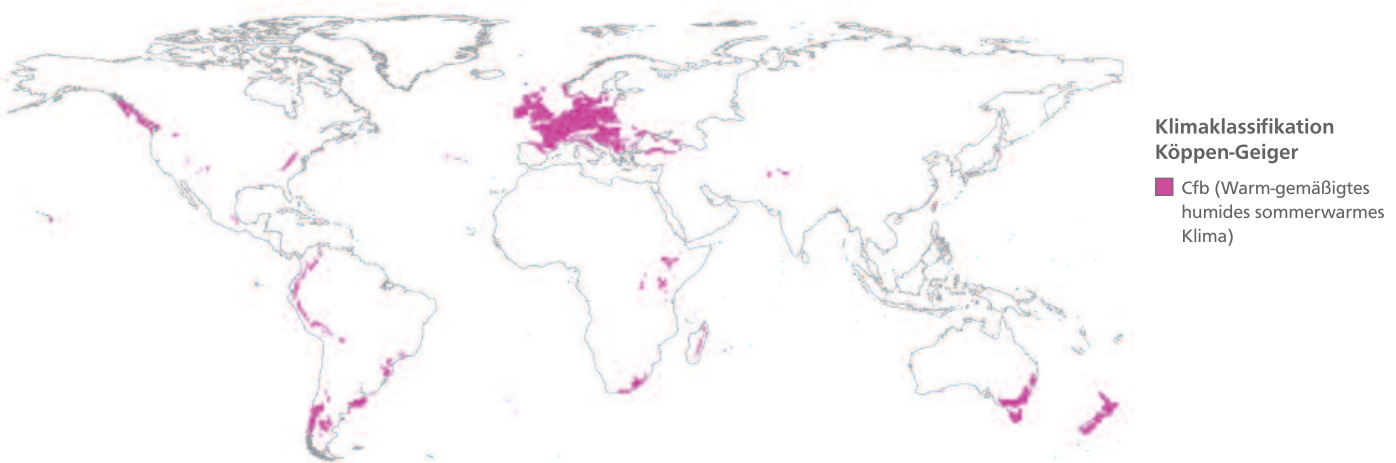 Klimaklassifikation
Köppen-Geiger
Cfb (Warm-gemäßigtes
humides sommerwarmes
Klima)